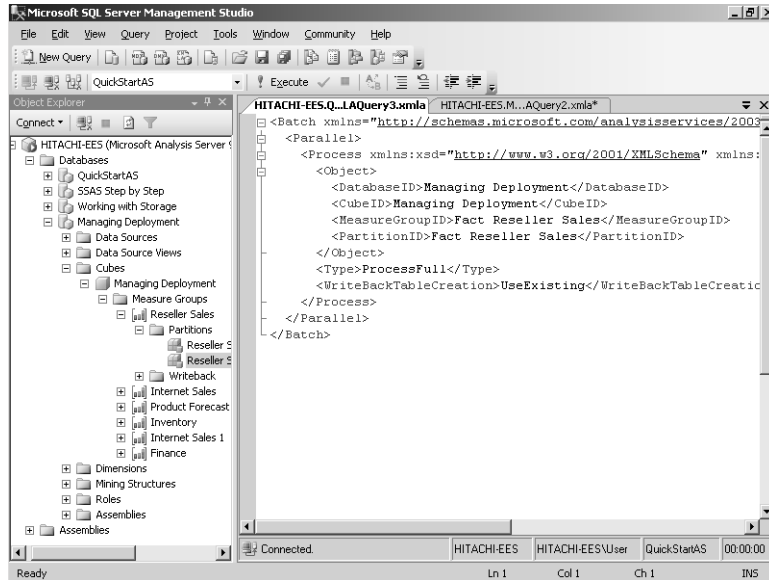 Microsoft SQL Server Management Studio
File Edit View Query Project Tools Window Community Help
New Query
QuickStartAS
Execute
Object Explorer
Connect
HITACHI-EES (Microsoft Analysis Server
Databases
QuickStartAS
SSAS Step by Step
Working with Storage
Managing Deployment
Data Sources
Data Source Views
Cubes
Managing Deployment
Measure Groups
Reseller Sales
Partitions
Reseller S
Reseller S
Writeback
Internet Sales
Product Forecast
Inventory
Internet Sales 1
Finance
Dimensions
Mining Structures
Roles
Assemblies
Assemblies
HITACHI-EES.Q...LAQuery3.xmla HITACHI-EES.M...AQuery2.xmla*
<Batch xmlns="http://schemas.microsoft.com/analysisservices/2003
<Parallel>
<Process xmlns:xsd="http://www.w3.org/2001/XMLSchema" xmlns:
<Object>
<DatabaseID>Managing Deployment</DatabaseID>
<CubeID>Managing Deployment</CubeID>
<MeasureGroupID>Fact Reseller Sales</MeasureGroupID>
<PartitionID>Fact Reseller Sales</PartitionID>
</Object>
<Type>ProcessFull</Type>
<WriteBackTableCreation>UseExisting</WriteBackTableCreatio
</Process>
</Parallel>
</Batch>
Connected. HITACHI-EES HITACHI-EES\User QuickStartAS 00:00:00
Ready Ln 1 Col 1 Ch 1 INS